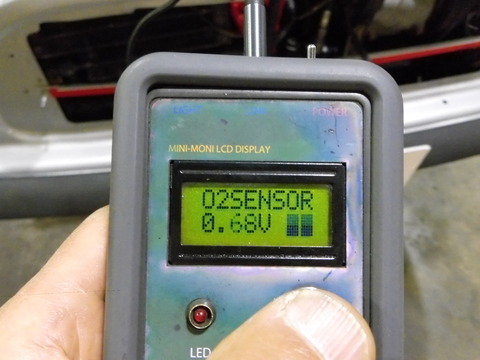 POWER
MINI-MONI LCD DISPLAY
O2SENSOR
0.68V
LED